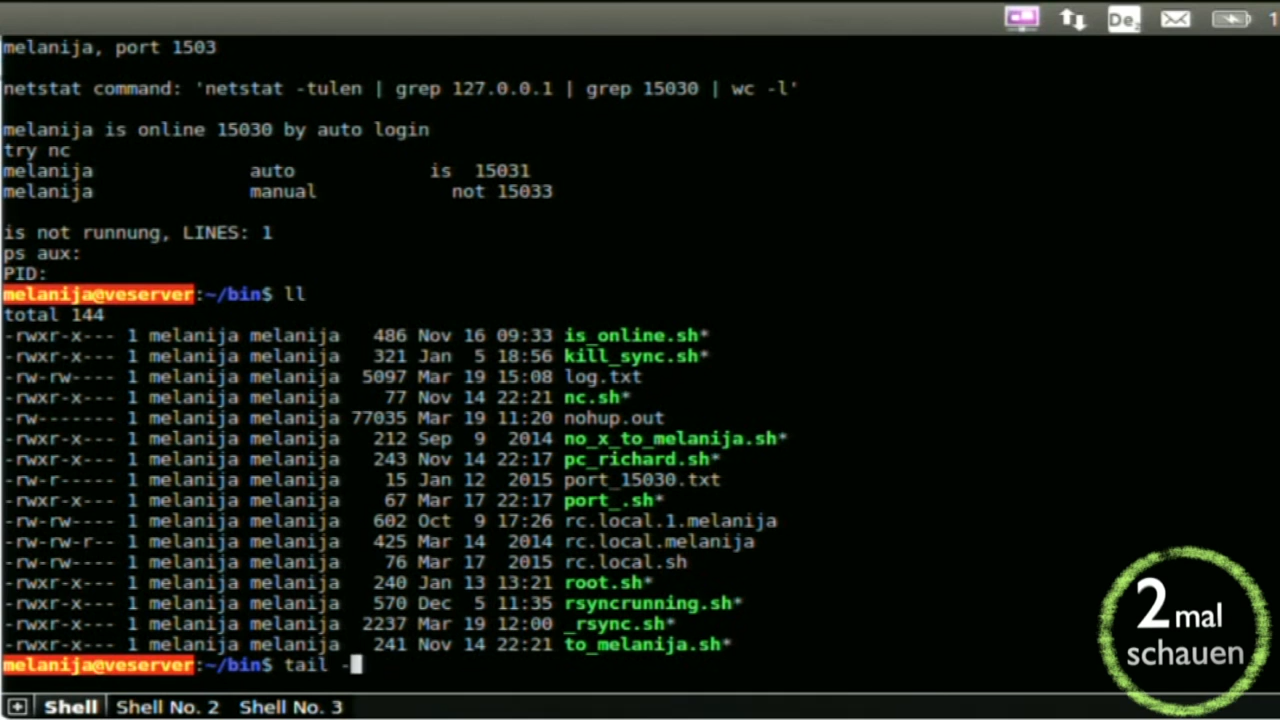 De
melanija, port 1503
netstat command: 'netstat -tulen | grep 127.0.0.1 | grep 15030 | wc -l'
melanija is online 15030 by auto login
try nc
melanija auto is 15031
melanija manual not 15033
is not runnung, LINES: 1
ps aux:
PID:
melanija@veserver:~/bin$ ll
total 144
-rwxr-x--- 1 melanija melanija 486 Nov 16 09:33 is_online.sh*
-rwxr-x--- 1 melanija melanija 321 Jan 5 18:56 kill_sync.sh*
-rw-rw---- 1 melanija melanija 5097 Mar 19 15:08 log.txt
-rwxr-x--- 1 melanija melanija 77 Nov 14 22:21 nc.sh*
-rw------- 1 melanija melanija 77035 Mar 19 11:20 nohup.out
-rwxr-x--- 1 melanija melanija 212 Sep 9 2014 no_x_to_melanija.sh*
-rwxr-x--- 1 melanija melanija 243 Nov 14 22:17 pc_richard.sh*
-rw-r----- 1 melanija melanija 15 Jan 12 2015 port_15030.txt
-rwxr-x--- 1 melanija melanija 67 Mar 17 22:17 port_.sh*
-rw-rw---- 1 melanija melanija 602 Oct 9 17:26 rc.local.1.melanija
-rw-rw-r-- 1 melanija melanija 425 Mar 14 2014 rc.local.melanija
-rw-rw---- 1 melanija melanija 76 Mar 17 2015 rc.local.sh
-rwxr-x--- 1 melanija melanija 240 Jan 13 13:21 root.sh*
-rwxr-x--- 1 melanija melanija 570 Dec 5 11:35 rsyncrunning.sh*
-rwxr-x--- 1 melanija melanija 2237 Mar 19 12:00 _rsync.sh*
-rwxr-x--- 1 melanija melanija 241 Nov 14 22:21 to_melanija.sh*
melanija@veserver:~/bin$ tail -
Shell Shell No. 2 Shell No. 3
2 mal
schauen